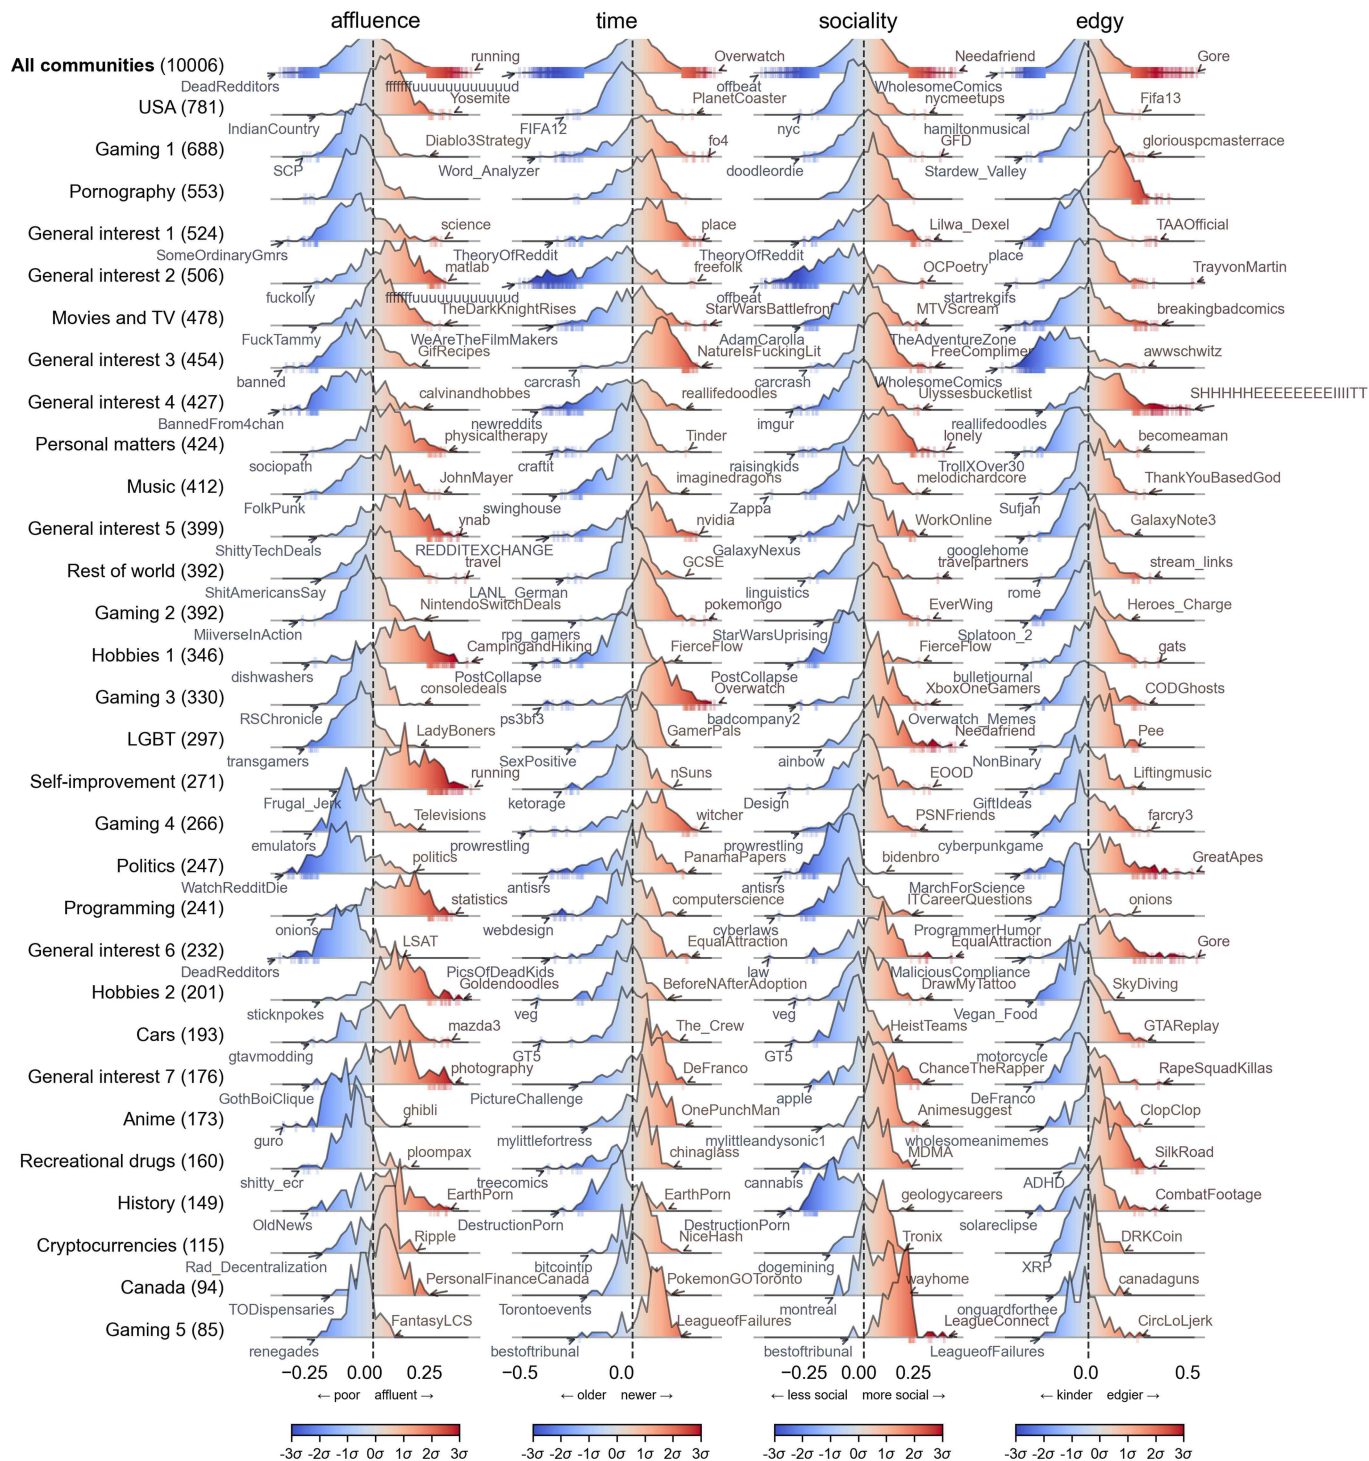 affluence time sociality edgy
All communities (10006) running Overwatch Needafriend Gore
DeadRedditors fffffffuuuuuuuuuuuud offbeat WholesomeComics
USA (781) Yosemite PlanetCoaster nycmeetups Fifa13
IndianCountry FIFA12 nyc hamiltonmusical
Gaming 1 (688) Diablo3Strategy fo4 GFD gloriouspcmasterrace
SCP Word_Analyzer doodleordie Stardew_Valley
Pornography (553)
General interest 1 (524) science place Lilwa_Dexel TAAOfficial
SomeOrdinaryGmrs TheoryOfReddit TheoryOfReddit place
General interest 2 (506) matlab freefolk OCPoetry TrayvonMartin
fuckolly fffffffuuuuuuuuuuuud offbeat startrekgifs
Movies and TV (478) TheDarkKnightRises StarWarsBattlefront MTVScream breakingbadcomics
FuckTammy WeAreTheFilmMakers AdamCarolla TheAdventureZone
General interest 3 (454) GifRecipes NatureIsFuckingLit FreeComplimen awwschwitz
banned carcrash carcrash WholesomeComics
General interest 4 (427) calvinandhobbes reallifedoodles Ulyssesbucketlist SHHHHHEEEEEEEEIIIITT
BannedFrom4chan newreddits imgur reallifedoodles
Personal matters (424) physicaltherapy Tinder lonely becomeaman
sociopath craftit raisingkids TrollXOver30
Music (412) JohnMayer imaginedragons melodichardcore ThankYouBasedGod
FolkPunk swinghouse Zappa Sufjan
General interest 5 (399) ynab nvidia WorkOnline GalaxyNote3
ShittyTechDeals REDDITEXCHANGE GalaxyNexus googlehome
Rest of world (392) travel GCSE travelpartners stream_links
ShitAmericansSay LANL_German linguistics rome
Gaming 2 (392) NintendoSwitchDeals pokemongo EverWing Heroes_Charge
MiiverseInAction rpg_gamers StarWarsUprising Splatoon_2
Hobbies 1 (346) CampingandHiking FierceFlow FierceFlow gats
dishwashers PostCollapse PostCollapse bulletjournal
Gaming 3 (330) consoledeals Overwatch XboxOneGamers CODGhosts
RSChronicle ps3bf3 badcompany2 Overwatch_Memes
LGBT (297) LadyBoners GamerPals Needafriend Pee
transgamers SexPositive ainbow NonBinary
Self-improvement (271) running nSuns EOOD Liftingmusic
Frugal_Jerk ketorage Design GiftIdeas
Gaming 4 (266) Televisions witcher PSNFriends farcry3
emulators prowrestling prowrestling cyberpunkgame
Politics (247) politics PanamaPapers bidenbro GreatApes
WatchRedditDie antisrs antisrs MarchForScience
Programming (241) statistics computerscience ITCareerQuestions onions
onions webdesign cyberlaws ProgrammerHumor
General interest 6 (232) LSAT EqualAttraction EqualAttraction Gore
DeadRedditors PicsOfDeadKids law MaliciousCompliance
Hobbies 2 (201) Goldendoodles BeforeNAfterAdoption DrawMyTattoo SkyDiving
sticknpokes veg veg Vegan_Food
Cars (193) mazda3 The_Crew HeistTeams GTAReplay
gtavmodding GT5 GT5 motorcycle
General interest 7 (176) photography DeFranco ChanceTheRapper RapeSquadKillas
GothBoiClique PictureChallenge apple DeFranco
Anime (173) ghibli OnePunchMan Animesuggest ClopClop
guro mylittlefortress mylittleandysonic1 wholesomeanimemes
Recreational drugs (160) ploompax chinaglass MDMA SilkRoad
shitty_ecr treecomics cannabis ADHD
History (149) EarthPorn EarthPorn geologycareers CombatFootage
OldNews DestructionPorn DestructionPorn solareclipse
Cryptocurrencies (115) Ripple NiceHash Tronix DRKCoin
Rad_Decentralization bitcointip dogemining XRP
Canada (94) PersonalFinanceCanada PokemonGOToronto wayhome canadaguns
TODispensaries Torontoevents montreal onguardforthee
Gaming 5 (85) FantasyLCS LeagueofFailures LeagueConnect CircLoLjerk
renegades bestoftribunal bestoftribunal LeagueofFailures
−0.25 0.00 0.25 −0.5 0.0 −0.25 0.00 0.25 0.0 0.5
← poor affluent → ← older newer → ← less social more social → ← kinder edgier →
-3σ -2σ -1σ 0σ 1σ 2σ 3σ -3σ -2σ -1σ 0σ 1σ 2σ 3σ -3σ -2σ -1σ 0σ 1σ 2σ 3σ -3σ -2σ -1σ 0σ 1σ 2σ 3σ